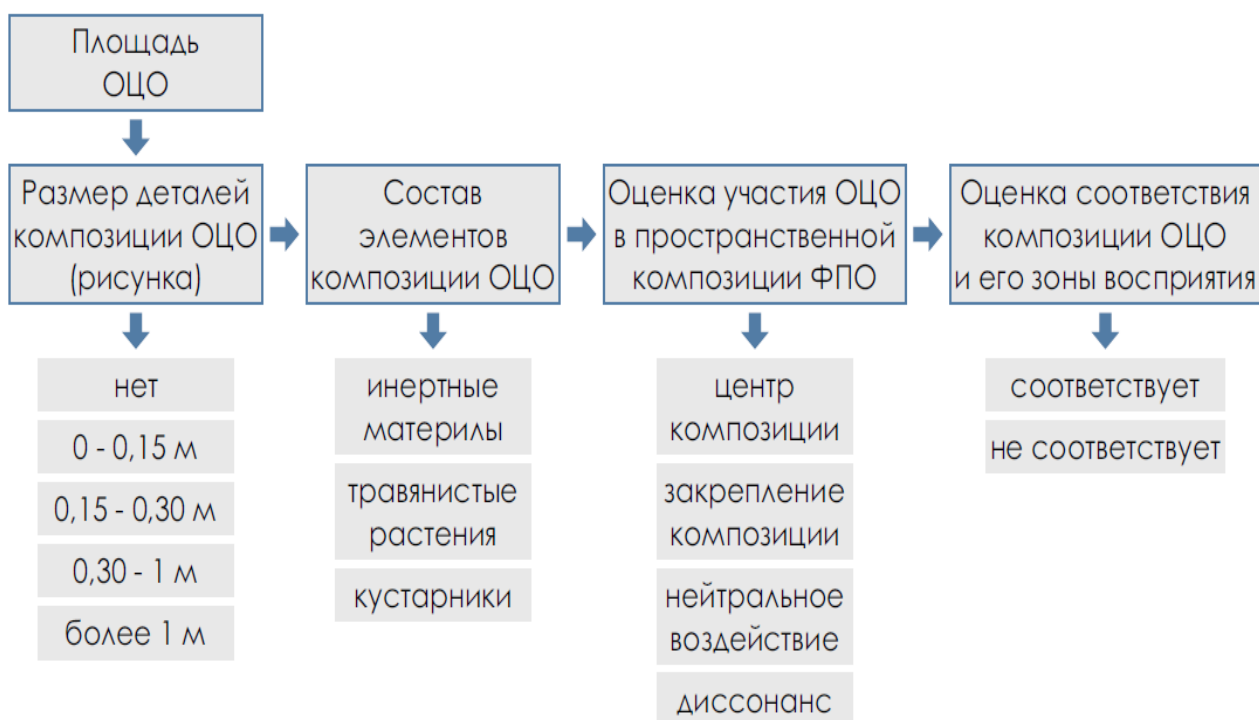 Площадь
ОЦО
Размер деталей
композиции ОЦО
(рисунка)
Состав
элементов
композиции ОЦО
Оценка участия ОЦО
в пространственной
композиции ФПО
Оценка соответствия
композиции ОЦО
и его зоны восприятия
нет
0 - 0,15 м
0,15 - 0,30 м
0,30 - 1 м
более 1 м
инертные
материлы
травянистые
растения
кустарники
центр
композиции
закрепление
композиции
нейтральное
воздействие
диссонанс
соответствует
не соответствует